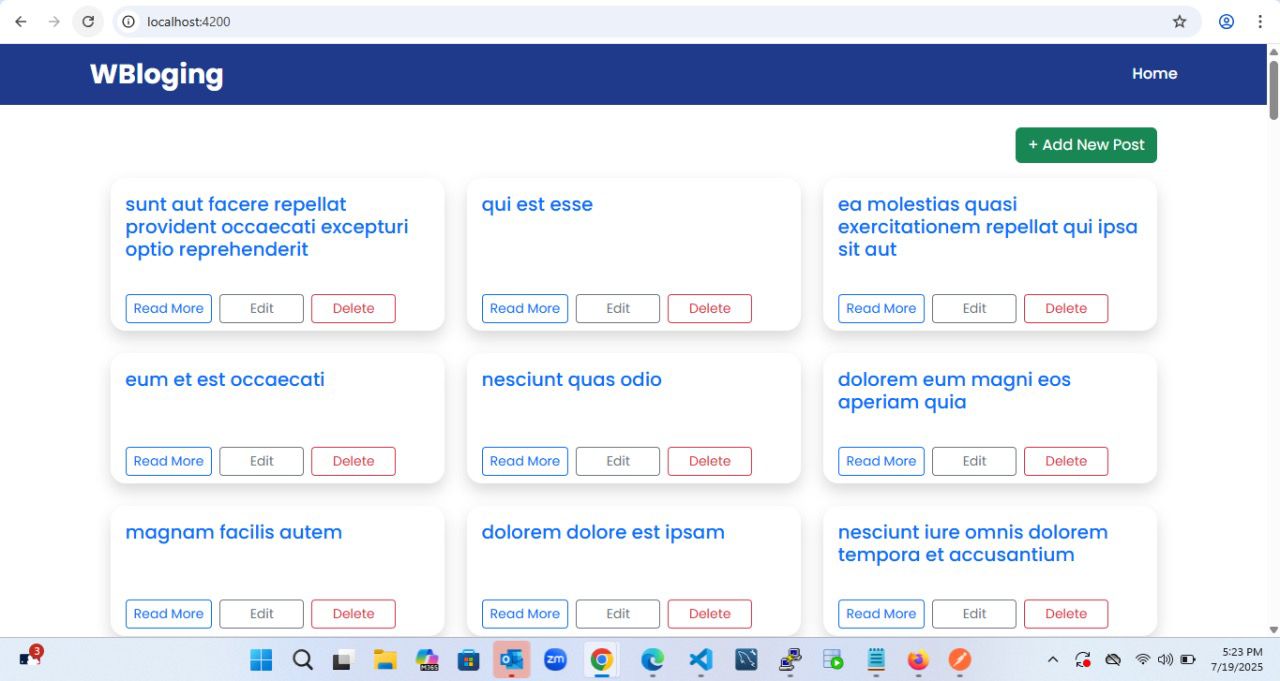 localhost:4200
WBloging
Home
+ Add New Post
sunt aut facere repellat
provident occaecati excepturi
optio reprehenderit
Read More Edit Delete
qui est esse
Read More Edit Delete
ea molestias quasi
exercitationem repellat qui ipsa
sit aut
Read More Edit Delete
eum et est occaecati
Read More Edit Delete
nesciunt quas odio
Read More Edit Delete
dolorem eum magni eos
aperiam quia
Read More Edit Delete
magnam facilis autem
Read More Edit Delete
dolorem dolore est ipsam
Read More Edit Delete
nesciunt iure omnis dolorem
tempora et accusantium
Read More Edit Delete
3
M365
zm
5:23 PM
7/19/2025